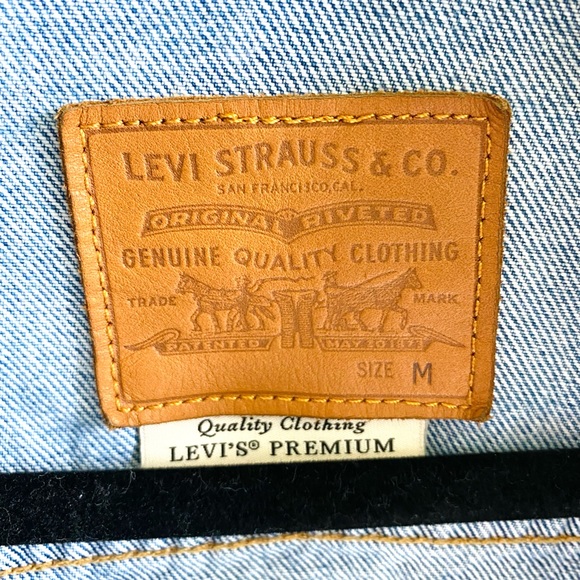 LEVI STRAUSS & CO.
SAN FRANCISCO, CAL.
ORIGINAL RIVETED
GENUINE QUALITY CLOTHING
TRADE MARK
PATENTED MAY 20 1873
SIZE M
Quality Clothing
LEVI'S® PREMIUM